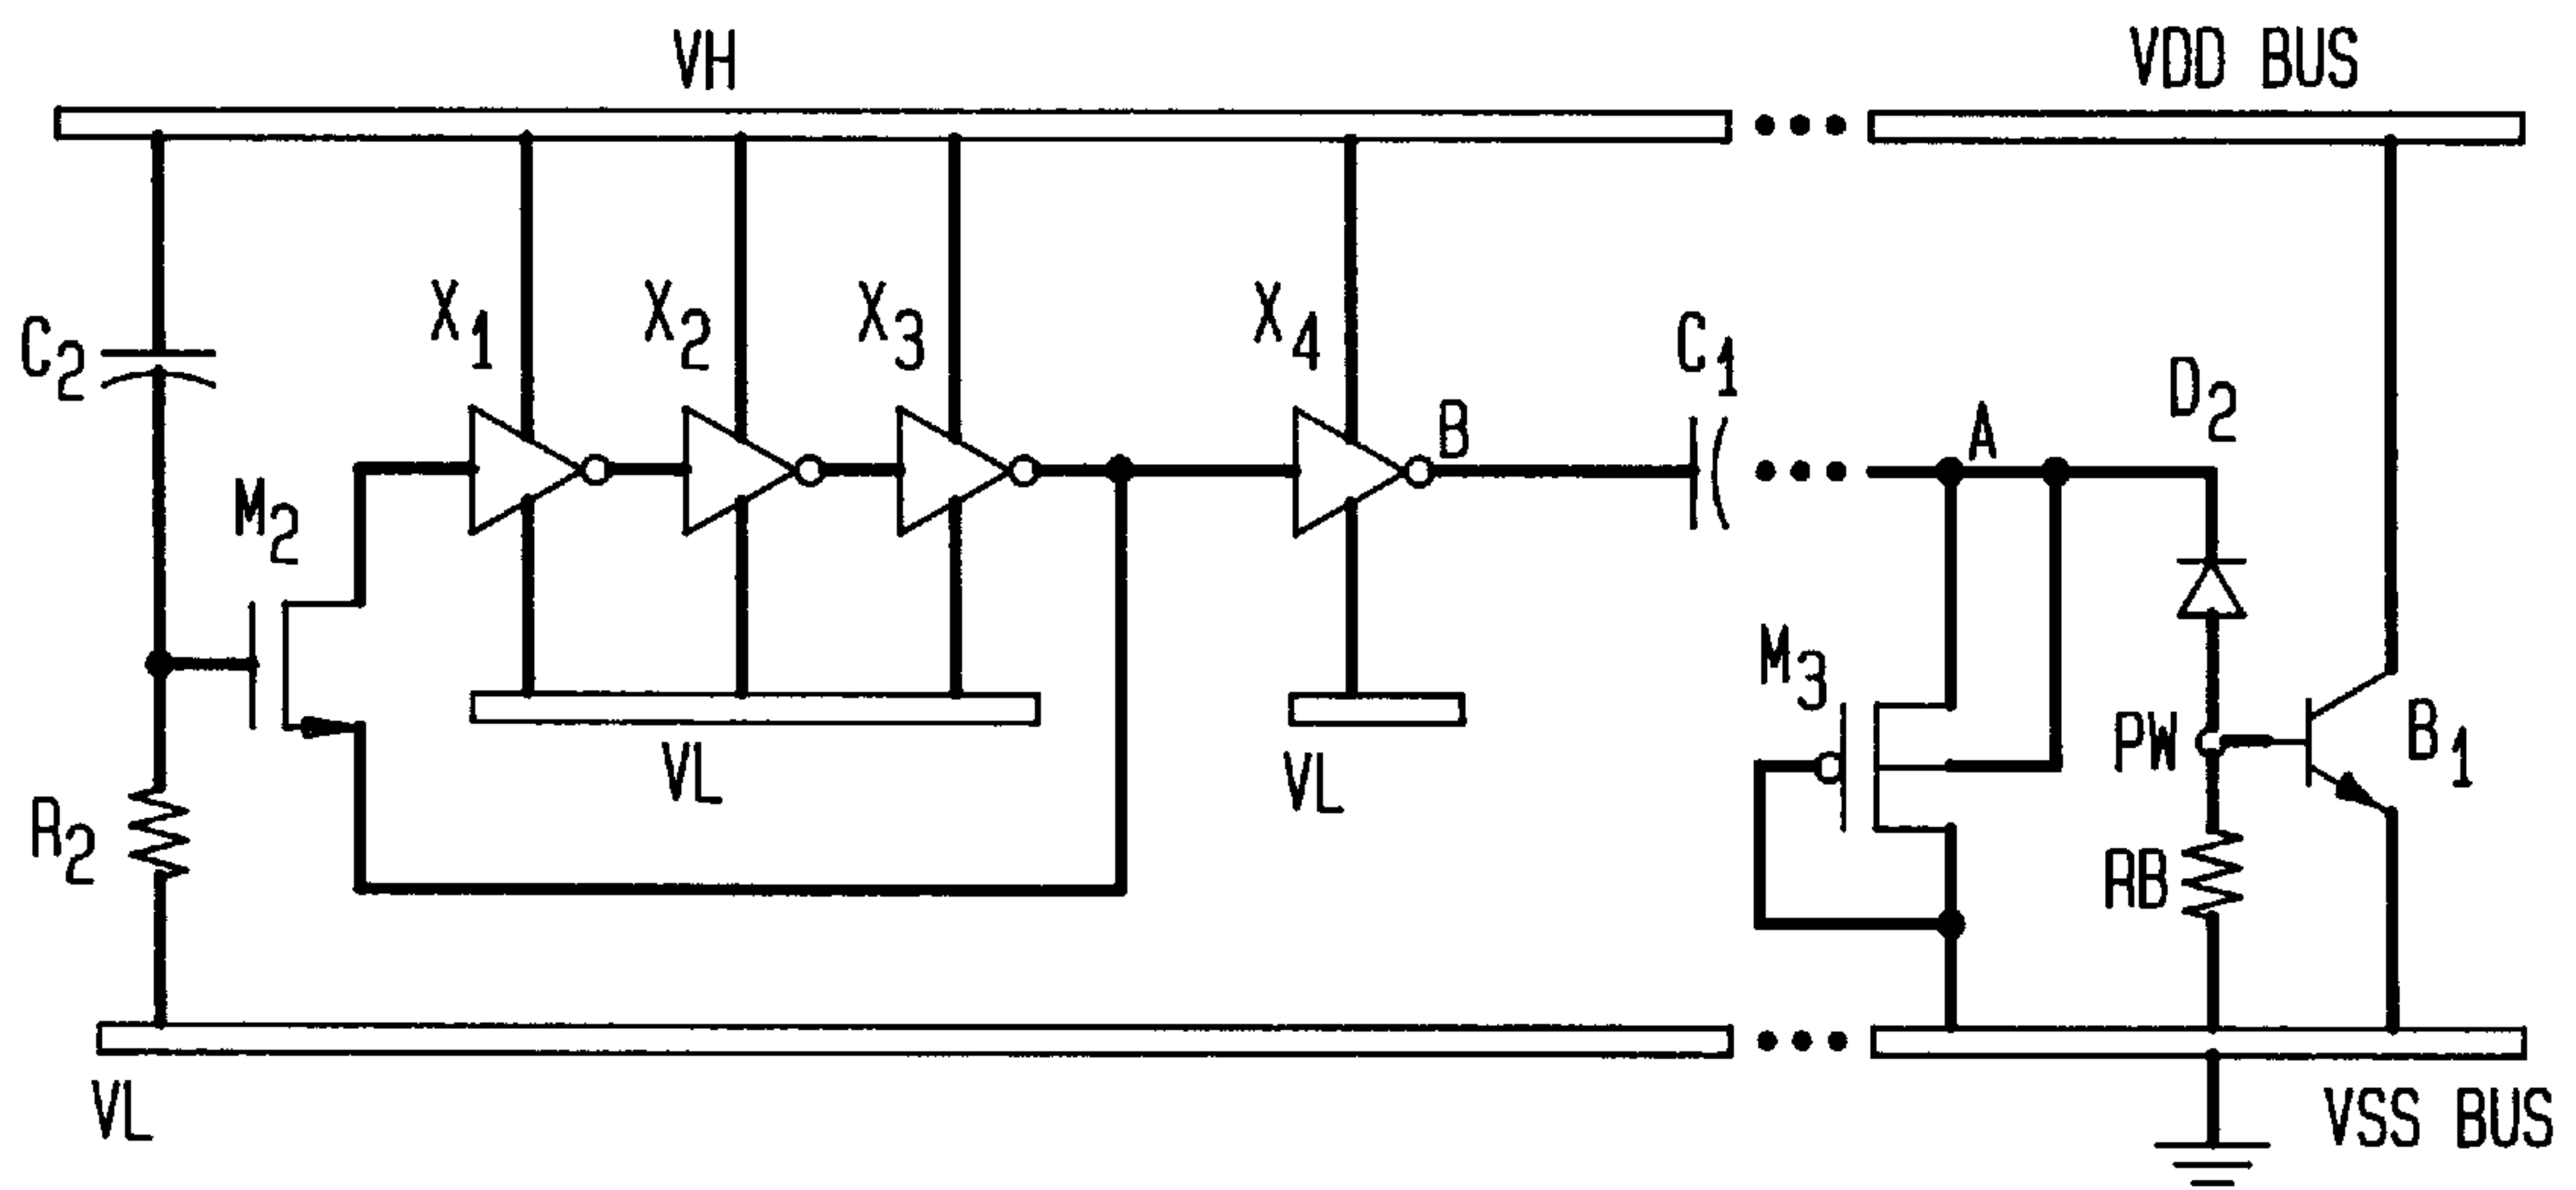 VH
VDD BUS
X1
X2
X3
X4
C2
C1
B
A
D2
M2
M3
PW
B1
VL
VL
R2
RB
VL
VSS BUS